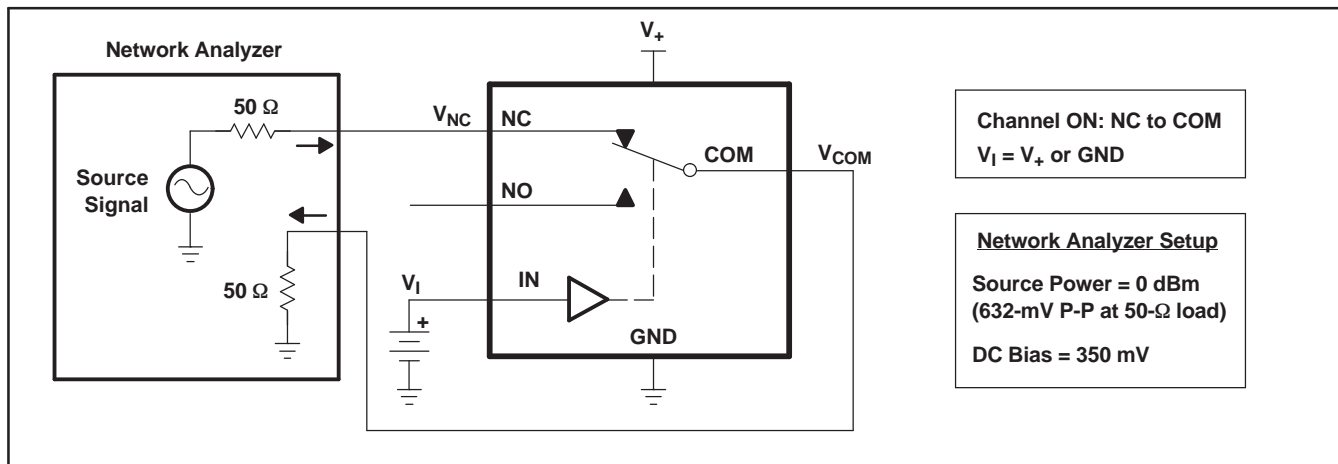 Network Analyzer
50 Ω
Source
Signal
50 Ω
V+
VNC
NC
NO
COM
VCOM
VI
IN
+
GND
Channel ON: NC to COM
VI = V+ or GND
Network Analyzer Setup
Source Power = 0 dBm
(632-mV P-P at 50-Ω load)
DC Bias = 350 mV